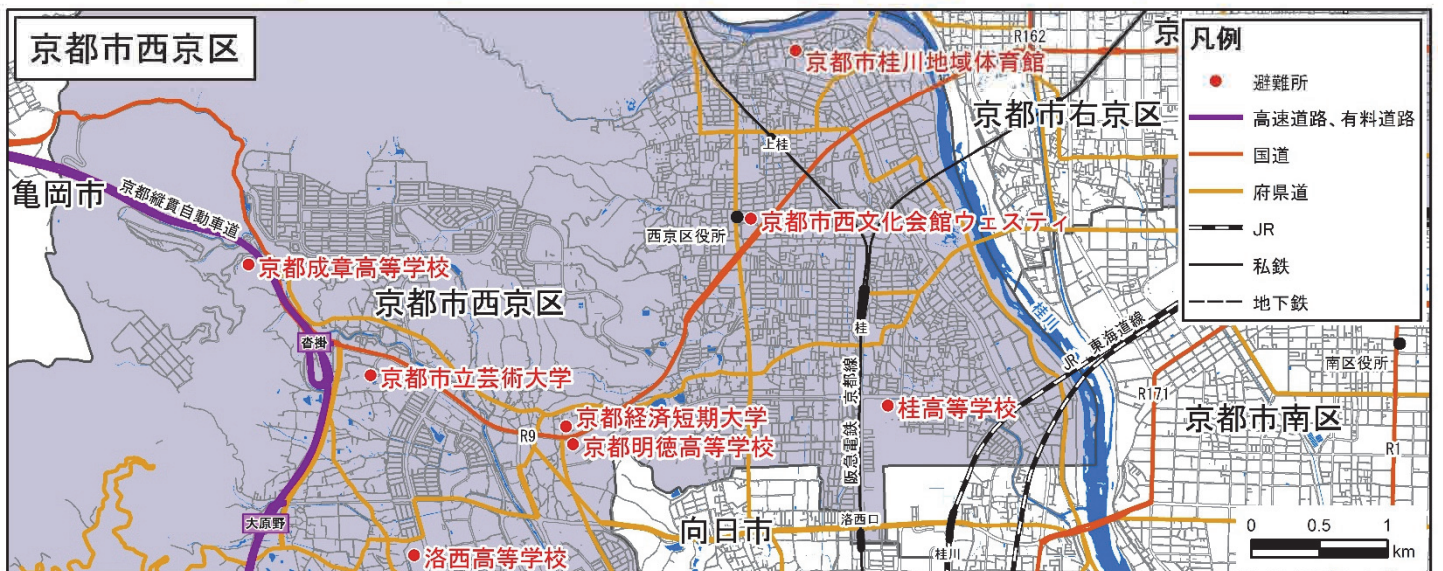 京都市西京区
R162
京
凡例
避難所
高速道路、有料道路
国道
府県道
JR
私鉄
地下鉄
京都市桂川地域体育館
京都市右京区
上桂
亀岡市
京都縦貫自動車道
西京区役所
京都市西文化会館ウェスティ
京都成章高等学校
京都市西京区
桂川
桂
沓掛
JR 東海道線
南区役所
京都市立芸術大学
阪急電鉄 京都線
桂高等学校
R171
京都市南区
京都経済短期大学
R9
京都明徳高等学校
R1
大原野
向日市
洛西口
0 0.5 1
km
洛西高等学校
桂川